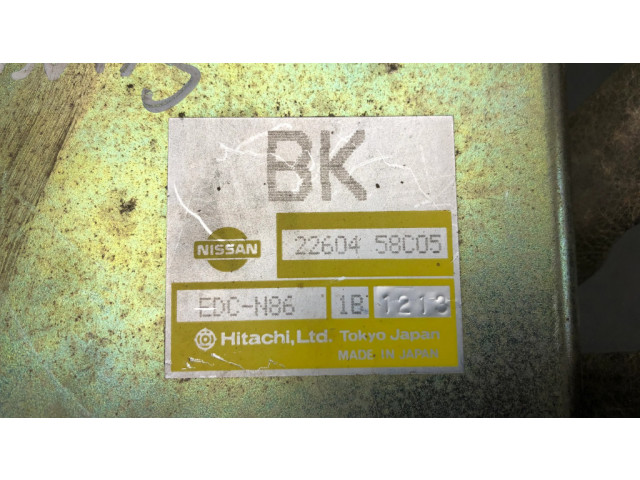 BK
NISSAN 22604 58C05
EDC-N86 1B 1213
Hitachi, Ltd. Tokyo Japan
MADE IN JAPAN